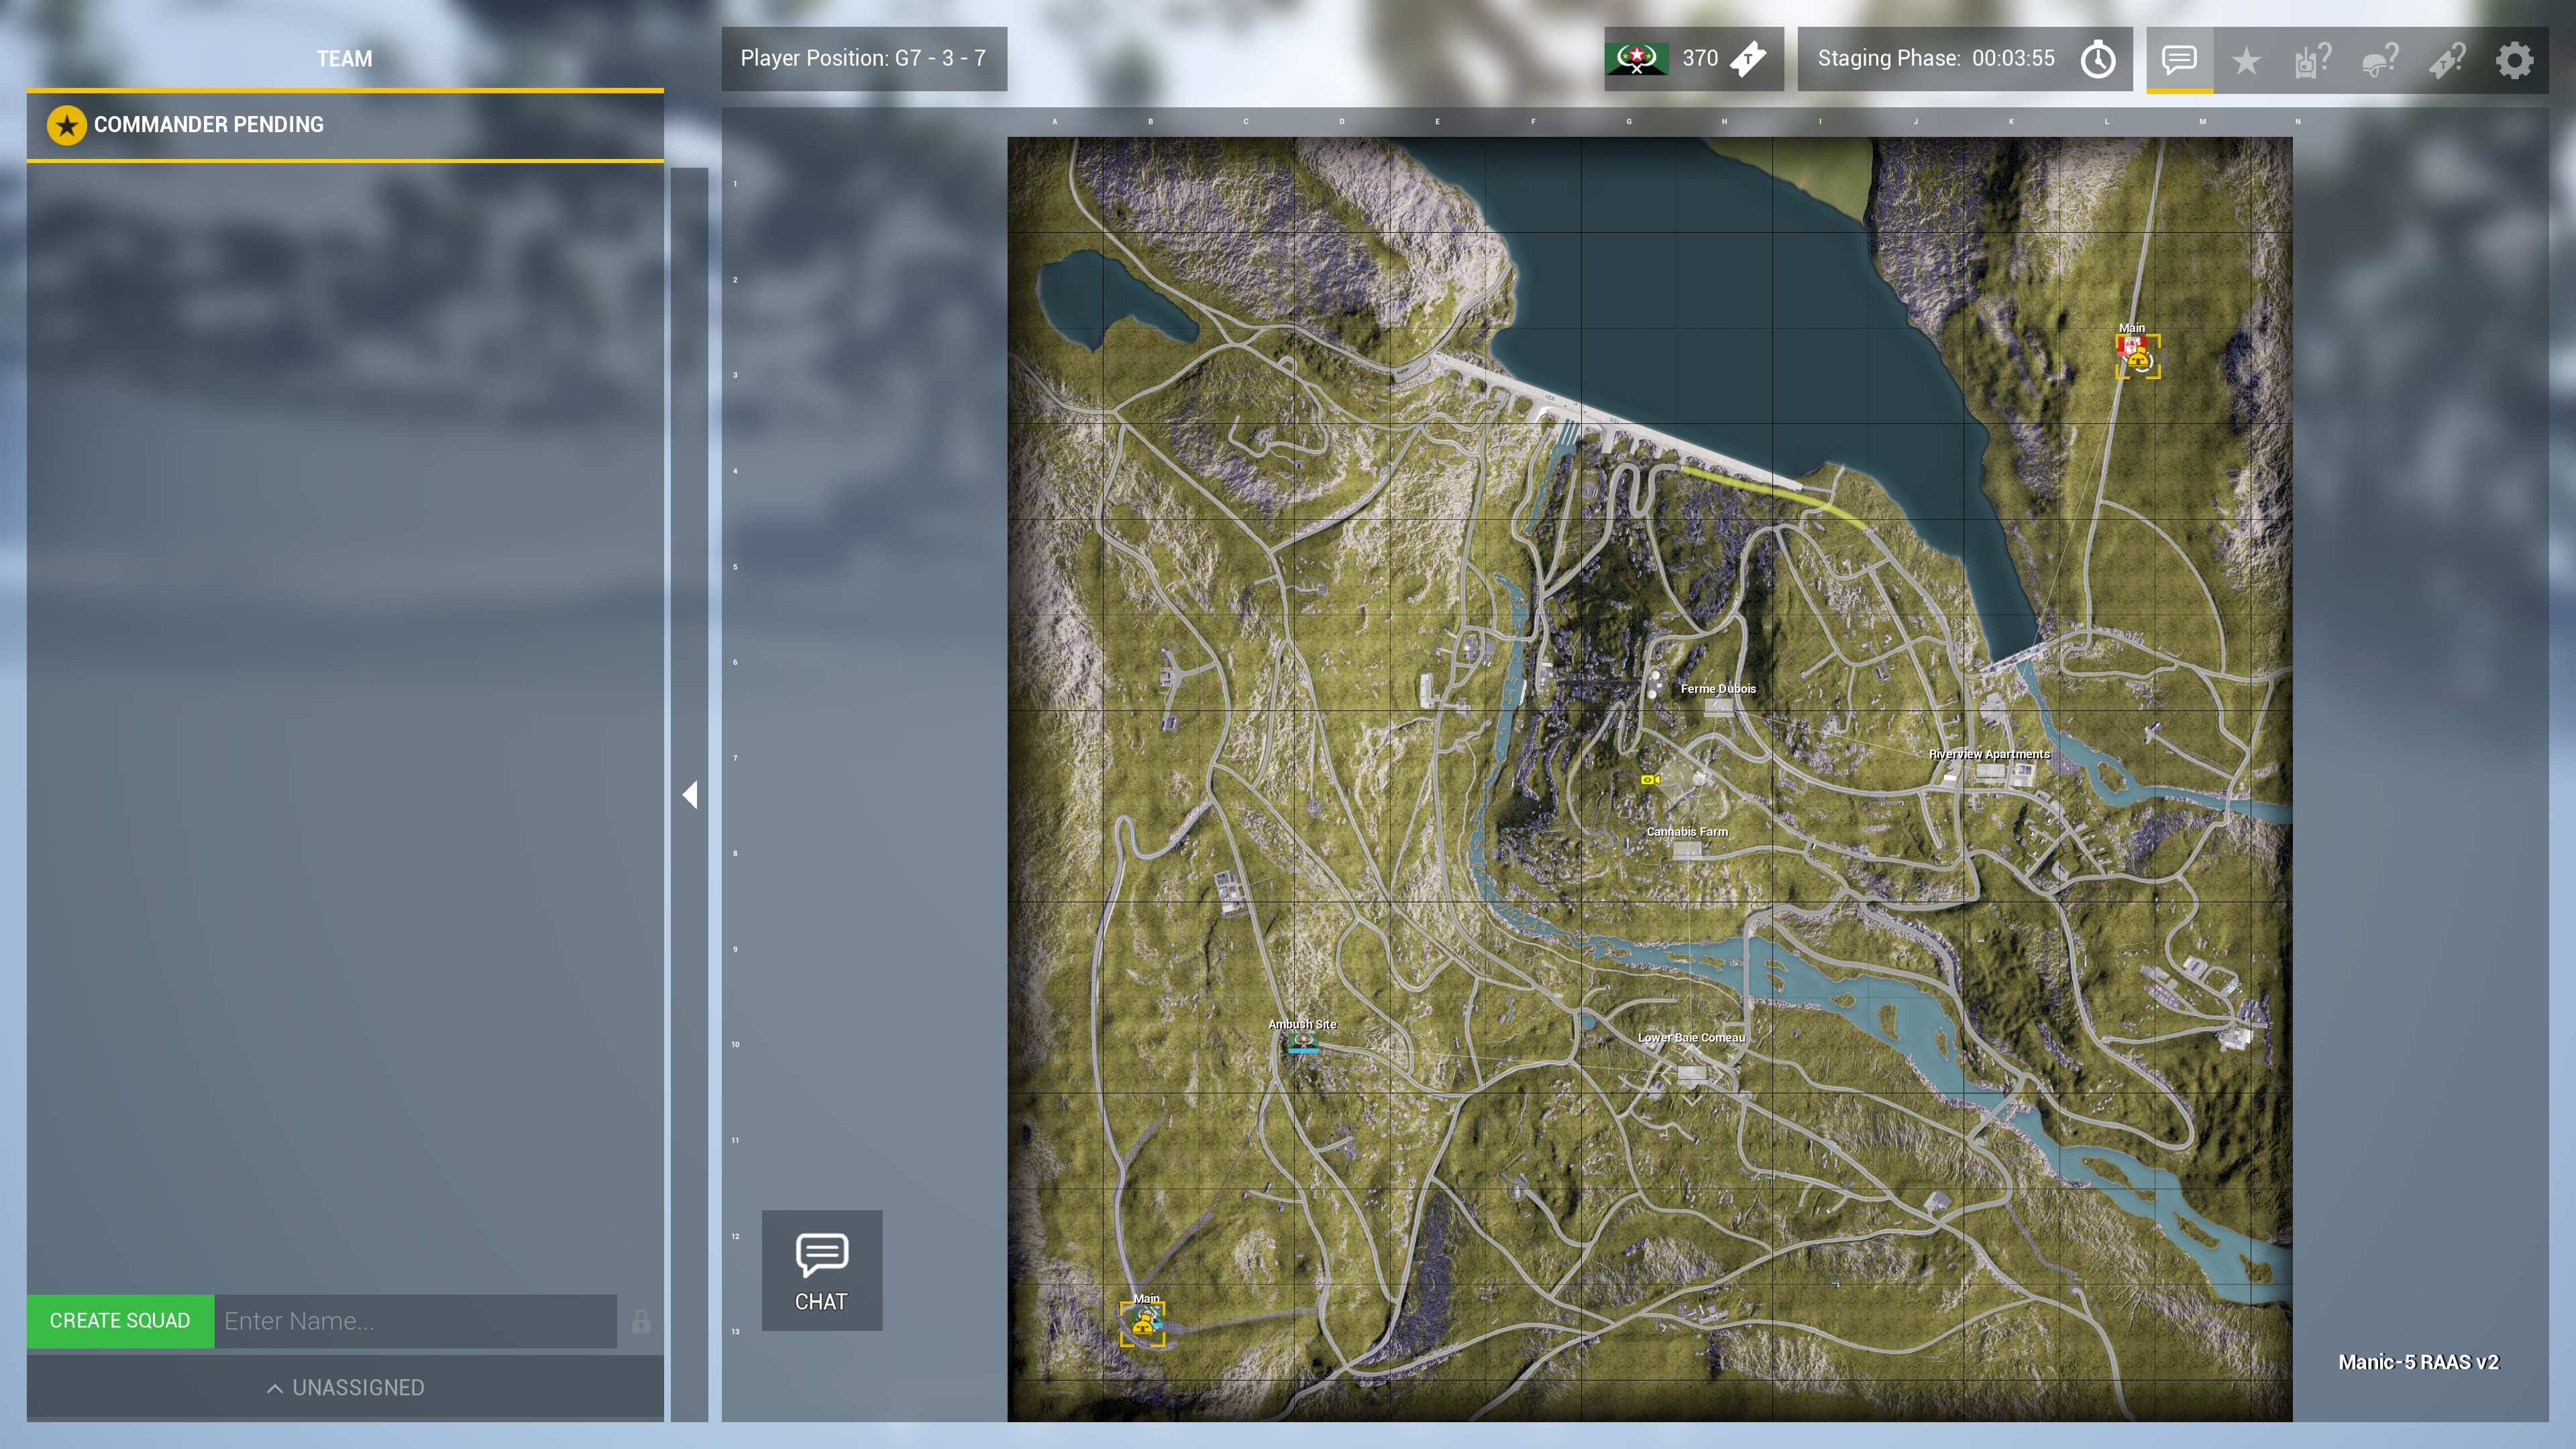 TEAM
Player Position: G7 - 3 - 7
370
T
Staging Phase: 00:03:55
? ? T?
COMMANDER PENDING
A B C D E F G H I J K L M N
1
2
Main
3
4
5
6
Ferme Dubois
7
Riverview Apartments
Cannabis Farm
8
9
Ambush Site
10
Lower Baie Comeau
11
12
CHAT
Main
13
CREATE SQUAD
Enter Name...
Manic-5 RAAS v2
UNASSIGNED